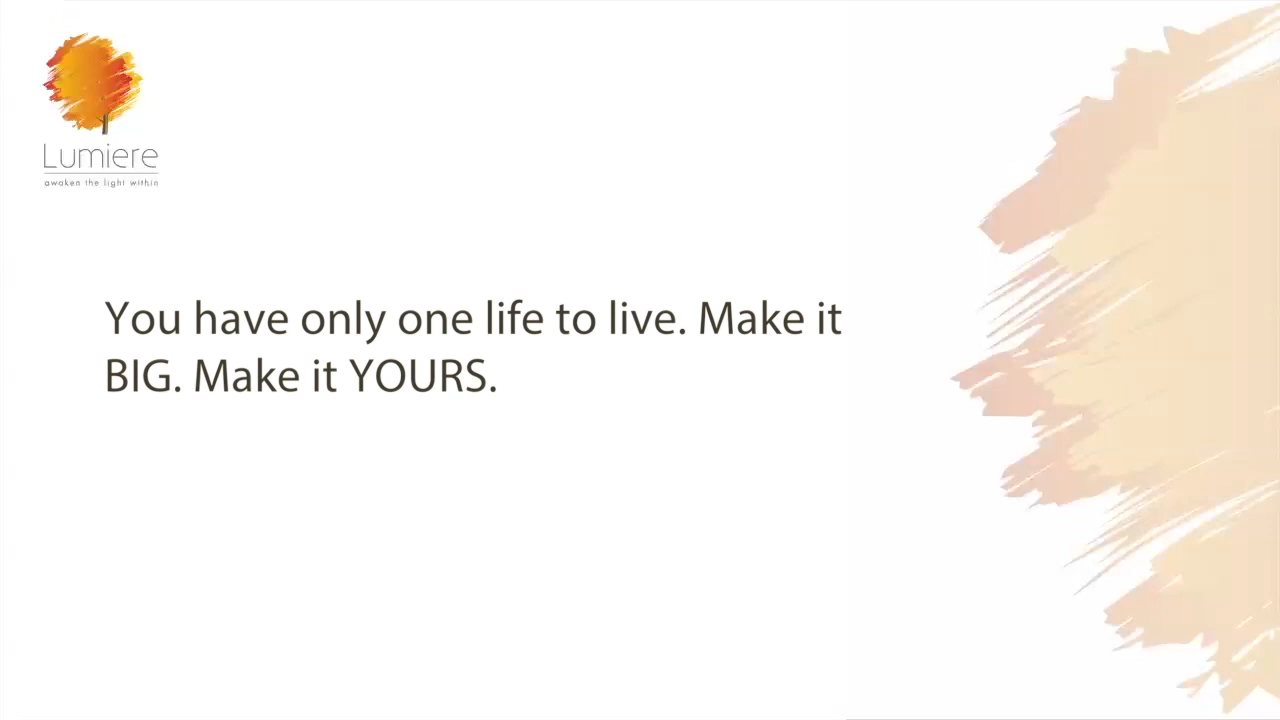 Lumiere
awaken the light within
You have only one life to live. Make it
BIG. Make it YOURS.